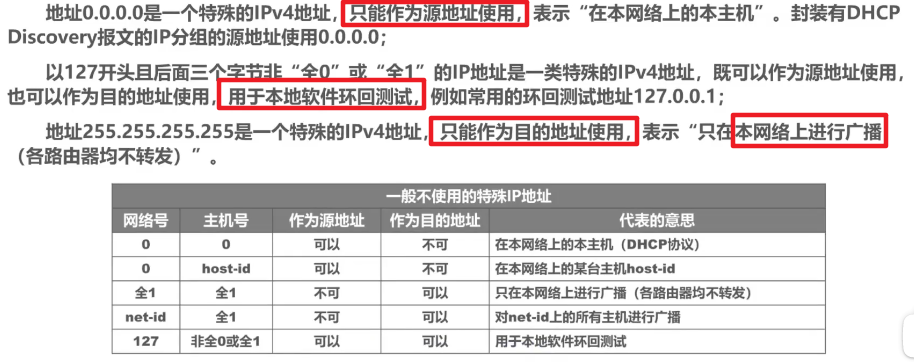 地址0.0.0.0是一个特殊的IPv4地址，只能作为源地址使用，表示“在本网络上的本主机”。封装有DHCP
Discovery报文的IP分组的源地址使用0.0.0.0；
以127开头且后面三个字节非“全0”或“全1”的IP地址是一类特殊的IPv4地址，既可以作为源地址使用，
也可以作为目的地址使用，用于本地软件环回测试，例如常用的环回测试地址127.0.0.1；
地址255.255.255.255是一个特殊的IPv4地址，只能作为目的地址使用，表示“只在本网络上进行广播
（各路由器均不转发）”。
一般不使用的特殊IP地址
网络号 主机号 作为源地址 作为目的地址 代表的意思
0 0 可以 不可 在本网络上的本主机（DHCP协议）
0 host-id 可以 不可 在本网络上的某台主机host-id
全1 全1 不可 可以 只在本网络上进行广播（各路由器均不转发）
net-id 全1 不可 可以 对net-id上的所有主机进行广播
127 非全0或全1 可以 可以 用于本地软件环回测试